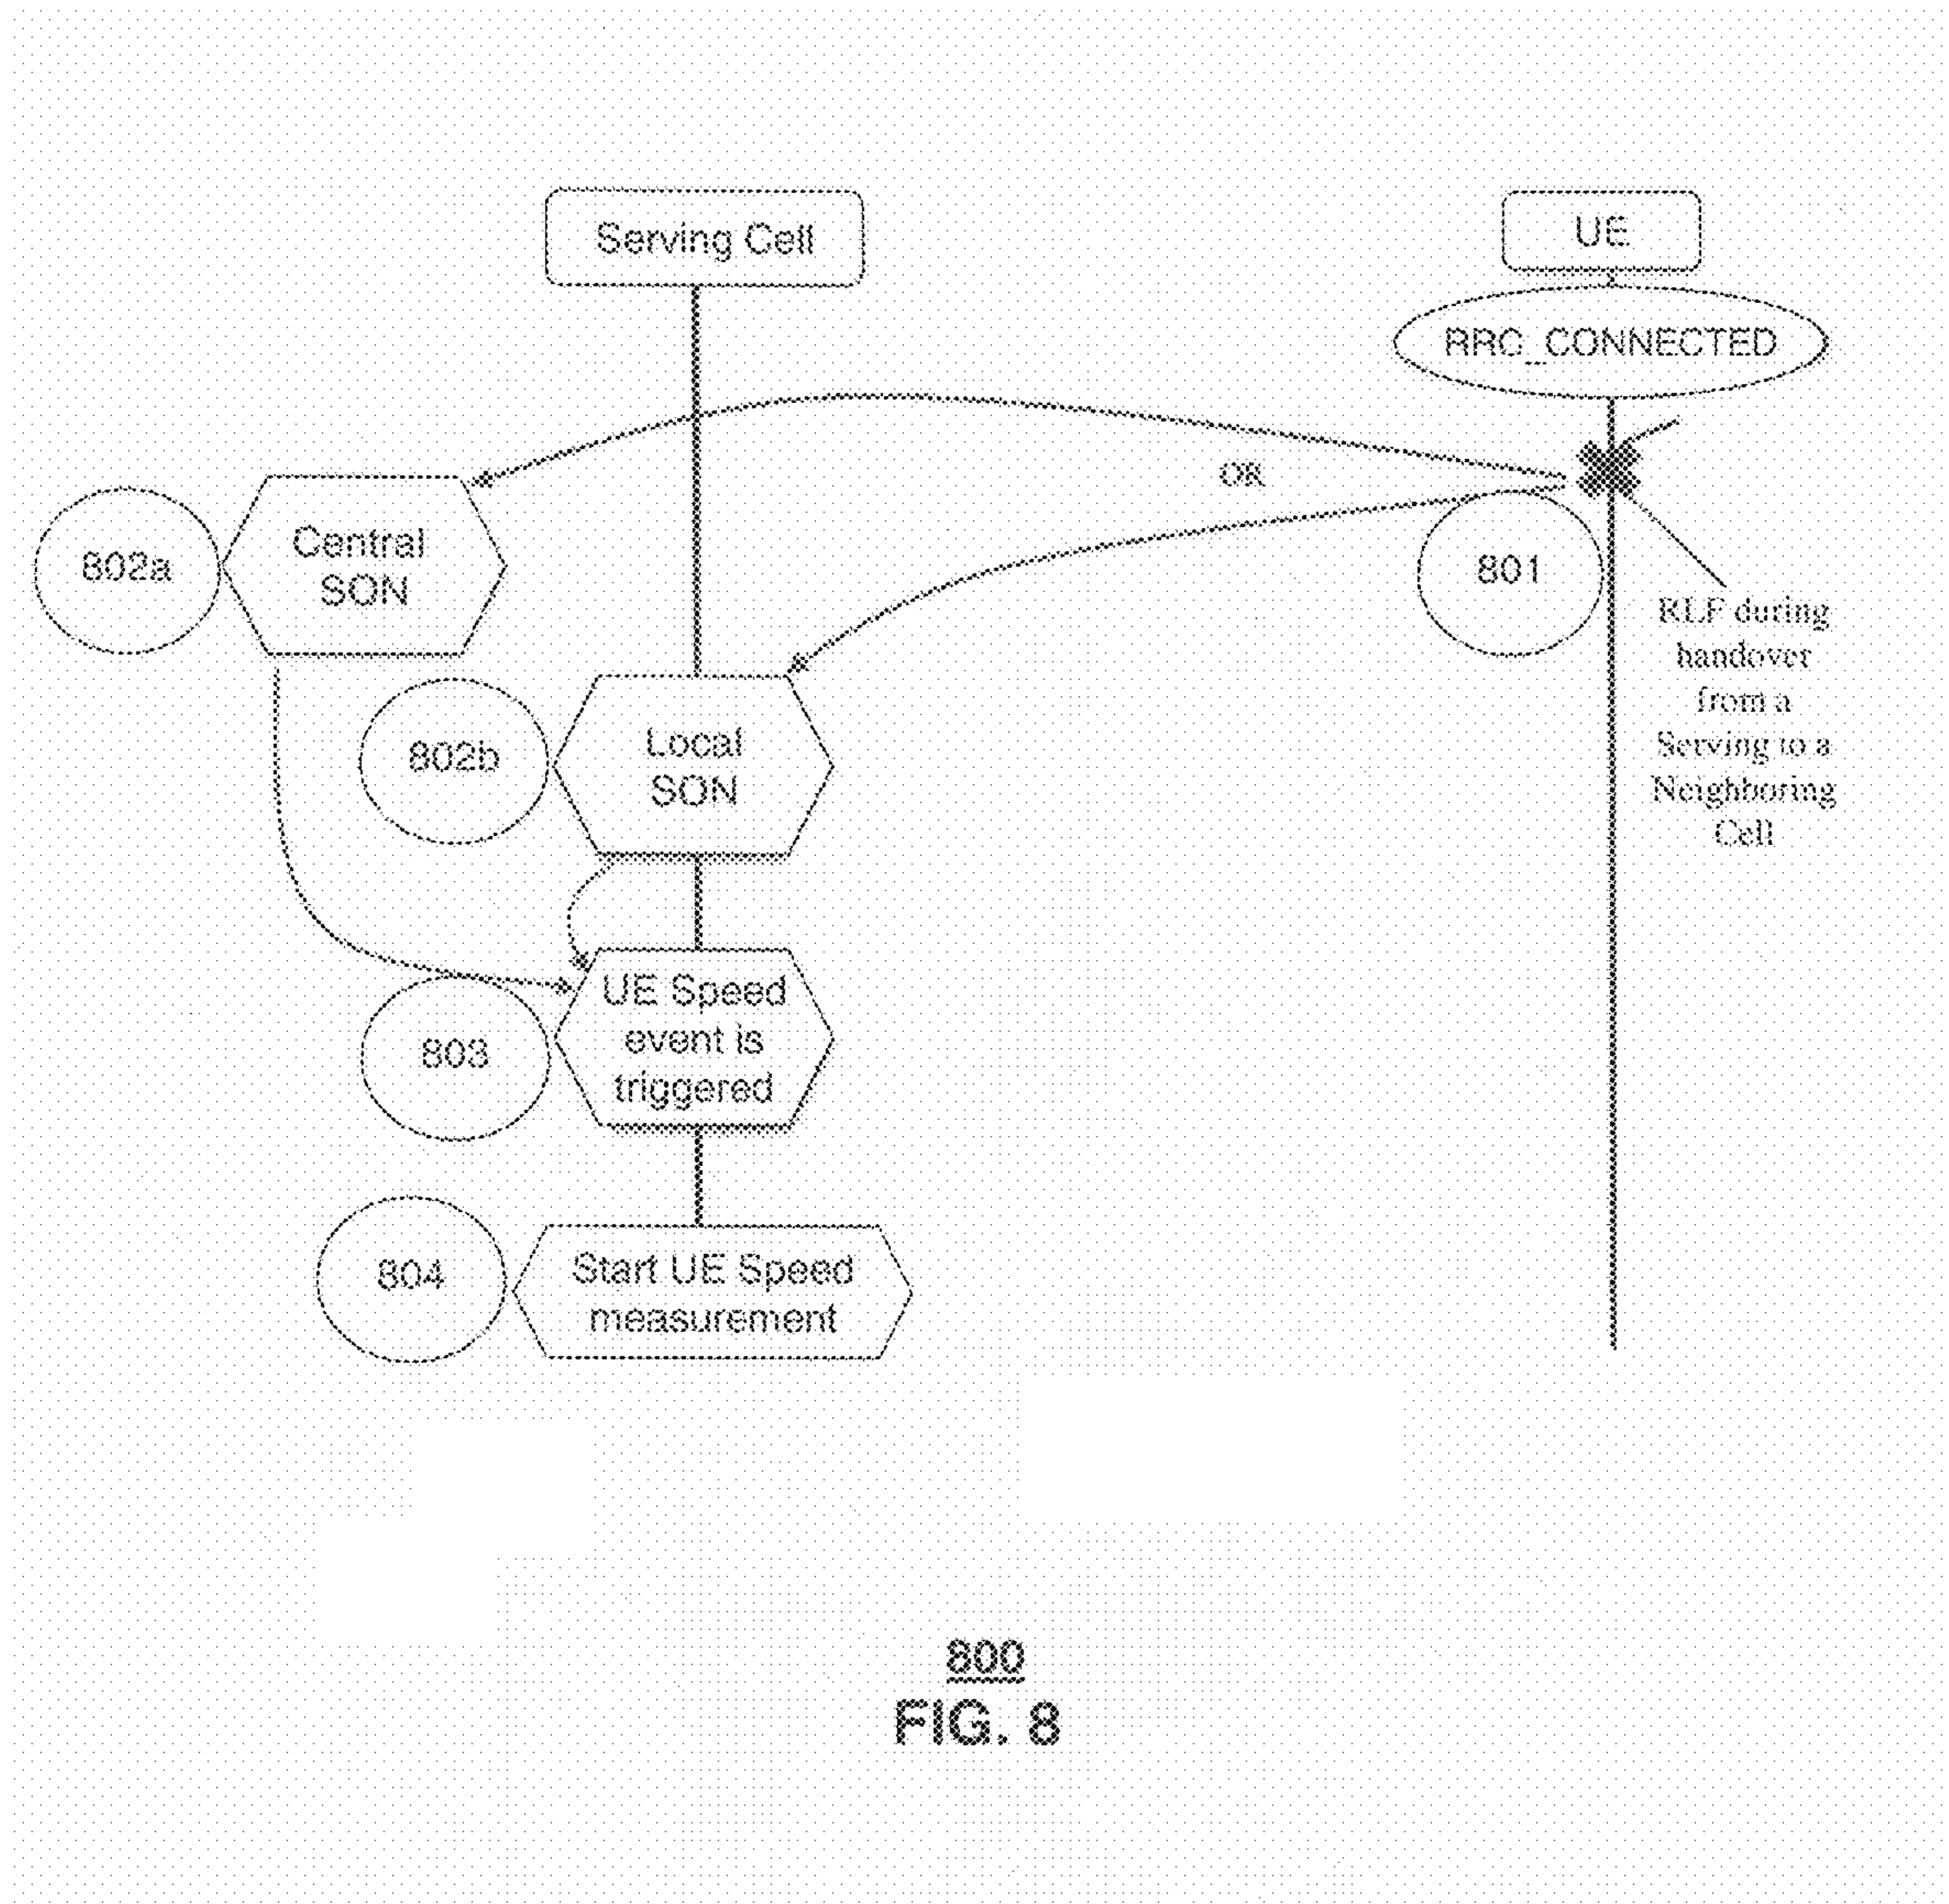 Serving Cell
UE
RRC_CONNECTED
OR
802a
Central
SON
801
RLF during
handover
from a
Serving to a
Neighboring
Cell
802b
Local
SON
803
UE Speed
event is
triggered
804
Start UE Speed
measurement
800
FIG. 8